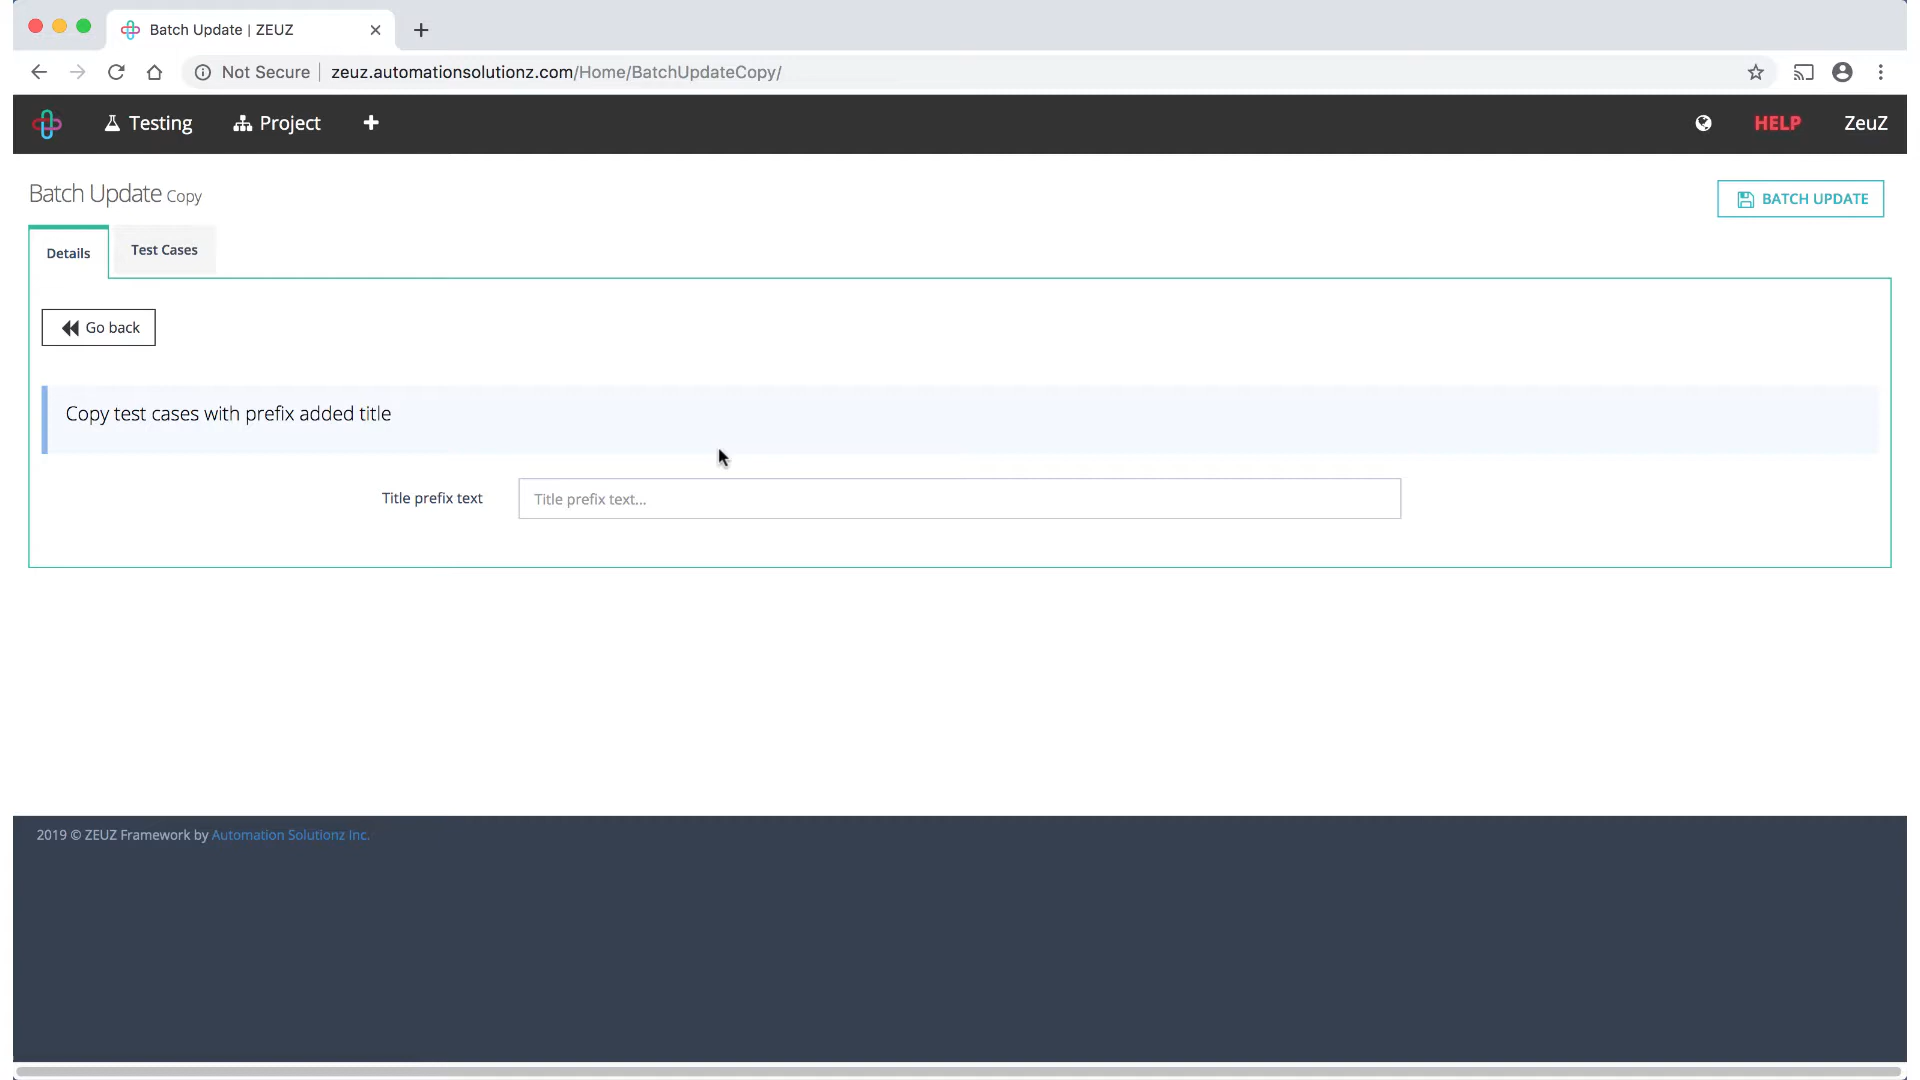 Batch Update | ZEUZ
Not Secure zeuz.automationsolutionz.com/Home/BatchUpdateCopy/
Testing Project HELP ZeuZ
Batch Update Copy
BATCH UPDATE
Details Test Cases
Go back
Copy test cases with prefix added title
Title prefix text Title prefix text...
2019 © ZEUZ Framework by Automation Solutionz Inc.